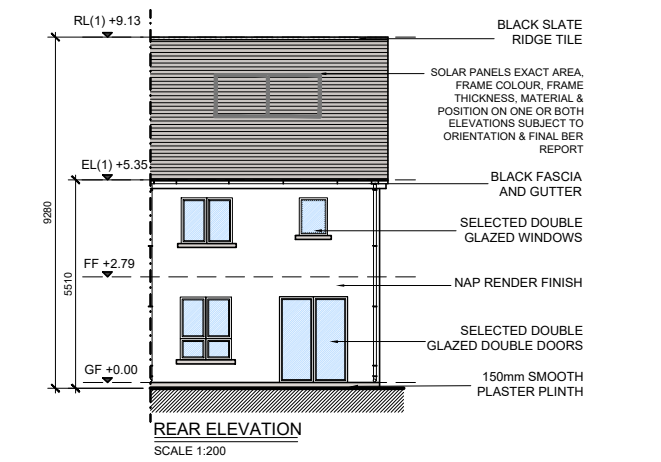 RL(1) +9.13
BLACK SLATE
RIDGE TILE
SOLAR PANELS EXACT AREA,
FRAME COLOUR, FRAME
THICKNESS, MATERIAL &
POSITION ON ONE OR BOTH
ELEVATIONS SUBJECT TO
ORIENTATION & FINAL BER
REPORT
EL(1) +5.35
BLACK FASCIA
AND GUTTER
9280
SELECTED DOUBLE
GLAZED WINDOWS
FF +2.79
5510
NAP RENDER FINISH
SELECTED DOUBLE
GLAZED DOUBLE DOORS
GF +0.00
150mm SMOOTH
PLASTER PLINTH
REAR ELEVATION
SCALE 1:200